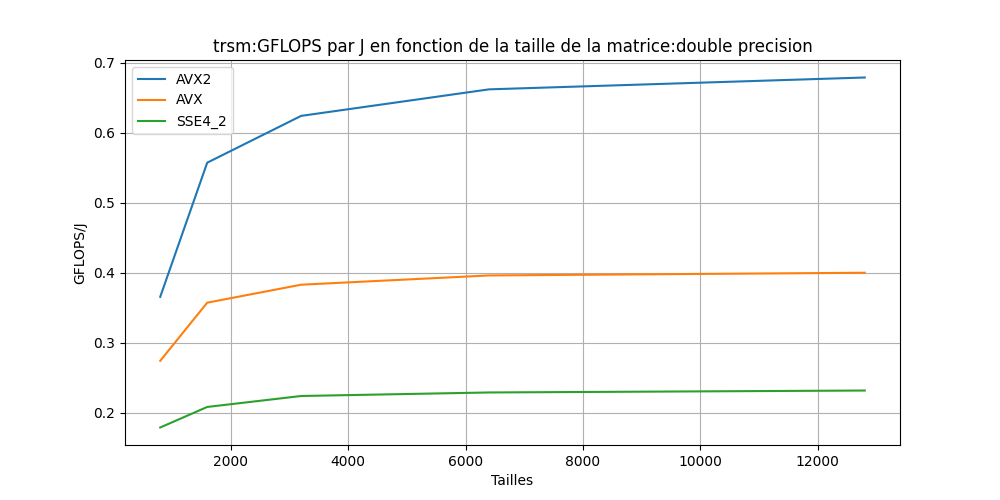 trsm:GFLOPS par J en fonction de la taille de la matrice:double precision
AVX2
AVX
SSE4_2
GFLOPS/J
0.7
0.6
0.5
0.4
0.3
0.2
2000
4000
6000
8000
10000
12000
Tailles